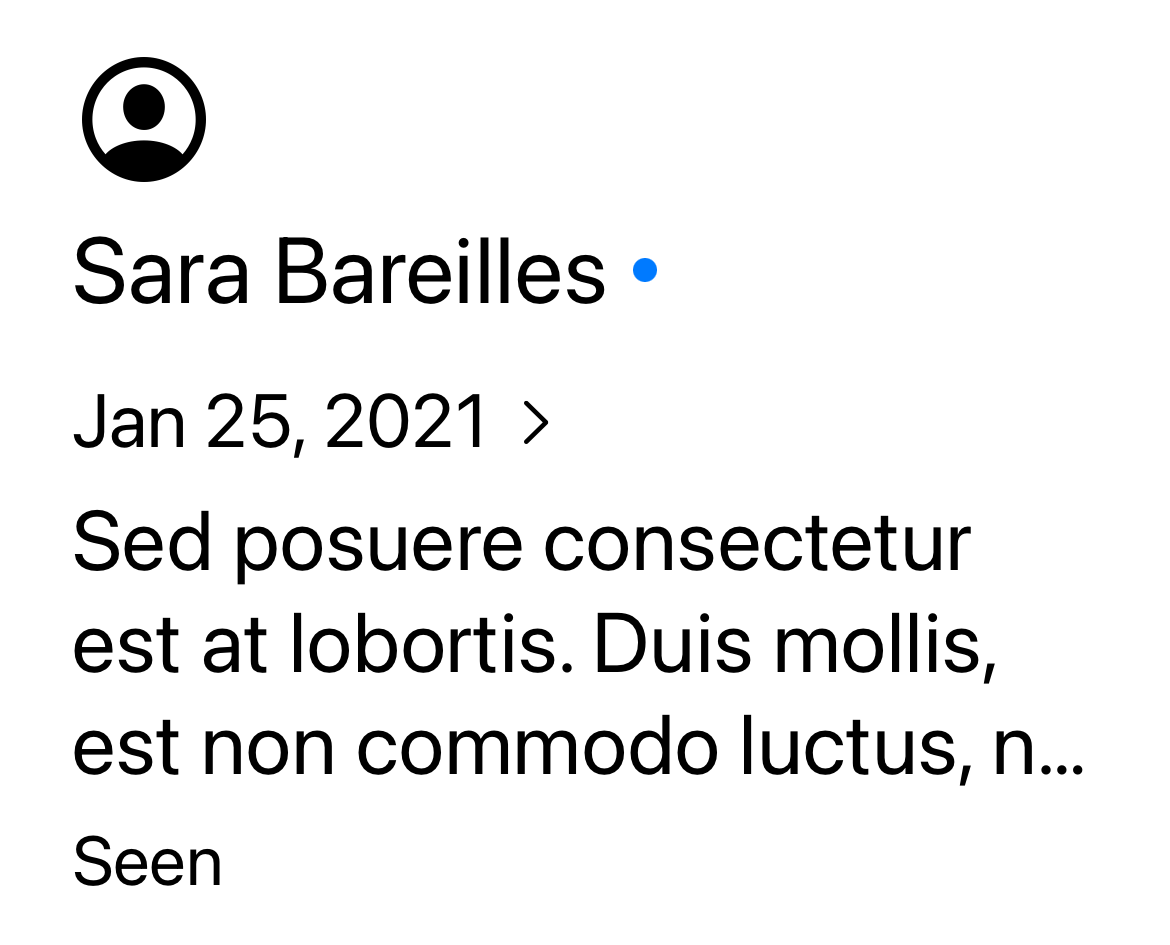 Sara Bareilles
Jan 25, 2021
Sed posuere consectetur
est at lobortis. Duis mollis,
est non commodo luctus, n...
Seen